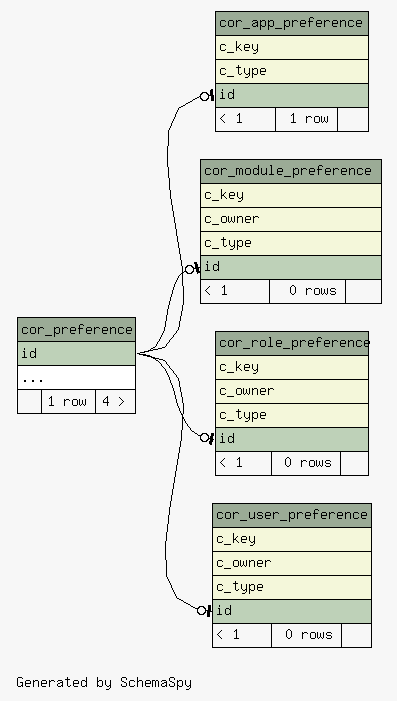 cor_app_preference
c_key
c_type
id
< 1 1 row
cor_module_preference
c_key
c_owner
c_type
id
< 1 0 rows
cor_preference
id
...
1 row 4 >
cor_role_preference
c_key
c_owner
c_type
id
< 1 0 rows
cor_user_preference
c_key
c_owner
c_type
id
< 1 0 rows
Generated by SchemaSpy